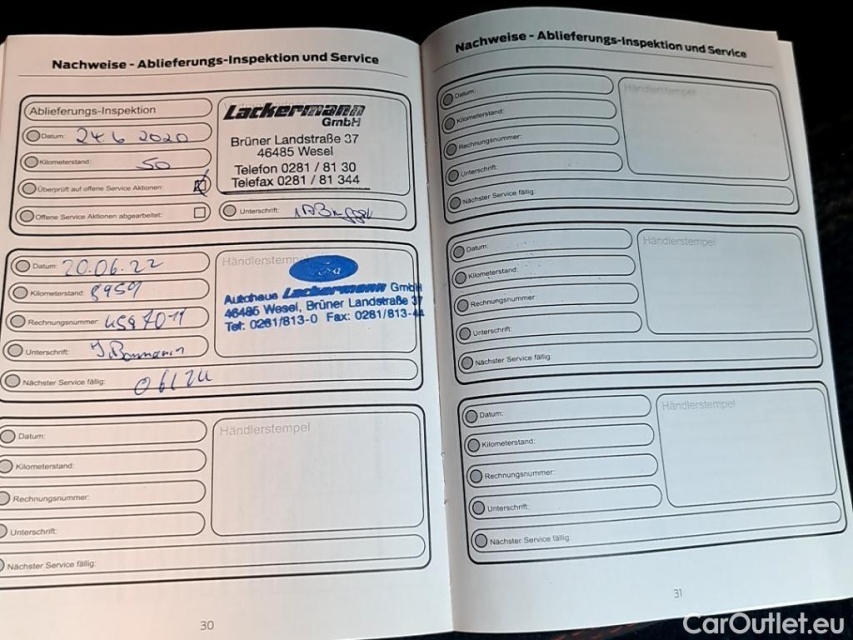 Nachweise - Ablieferungs-Inspektion und Service
Ablieferungs-Inspektion
Datum: 24.6 2020
Kilometerstand: 50
Überprüft auf offene Service Aktionen:
Offene Service Aktionen abgearbeitet:
Lackermann
GmbH
Brüner Landstraße 37
46485 Wesel
Telefon 0281 / 81 30
Telefax 0281 / 81 344
Unterschrift:
Datum: 20.06.22
Kilometerstand: 8959
Rechnungsnummer:
Unterschrift:
Nächster Service fällig: 06/24
Händlerstempel
Ford
Autohaus Lackermann GmbH
46485 Wesel, Brüner Landstraße 37
Tel: 0281/813-0 Fax: 0281/813-44
Datum:
Kilometerstand:
Rechnungsnummer:
Unterschrift:
Nächster Service fällig:
Händlerstempel
30
Nachweise - Ablieferungs-Inspektion und Service
Datum:
Kilometerstand:
Rechnungsnummer:
Unterschrift:
Nächster Service fällig:
Händlerstempel
Datum:
Kilometerstand:
Rechnungsnummer:
Unterschrift:
Nächster Service fällig:
Händlerstempel
Datum:
Kilometerstand:
Rechnungsnummer:
Unterschrift:
Nächster Service fällig:
Händlerstempel
31
CarOutlet.eu